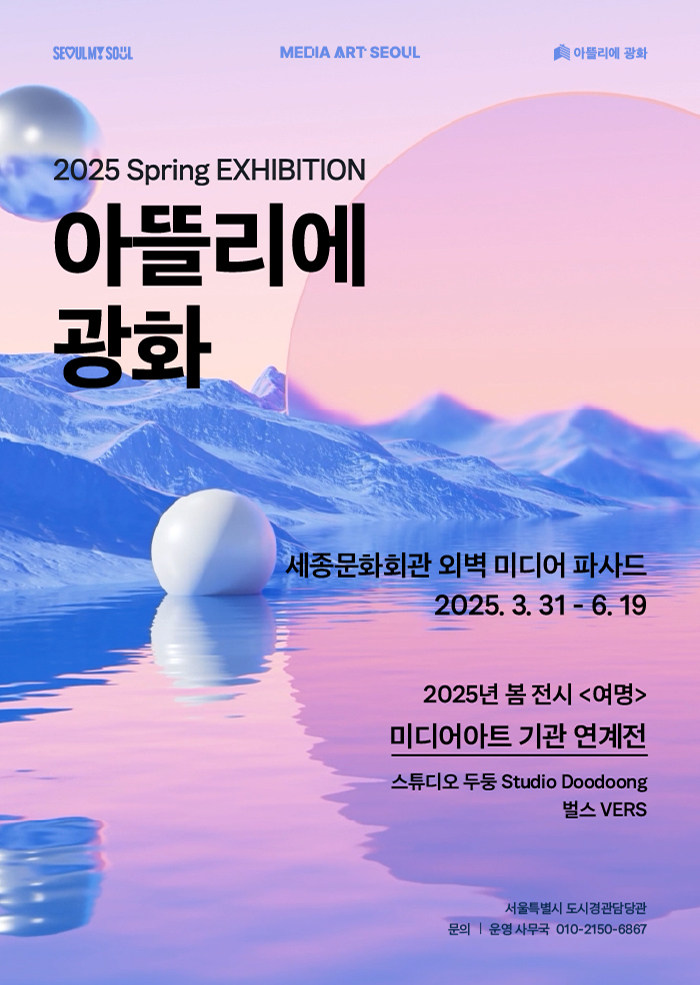 SEOULMY SOUL
MEDIA ART SEOUL
아뜰리에 광화
2025 Spring EXHIBITION
아뜰리에
광화
세종문화회관 외벽 미디어 파사드
2025. 3. 31 - 6. 19
2025년 봄 전시 <여명>
미디어아트 기관 연계전
스튜디오 두둥 Studio Doodoong
벌스 VERS
서울특별시 도시경관담당관
문의 | 운영 사무국 010-2150-6867